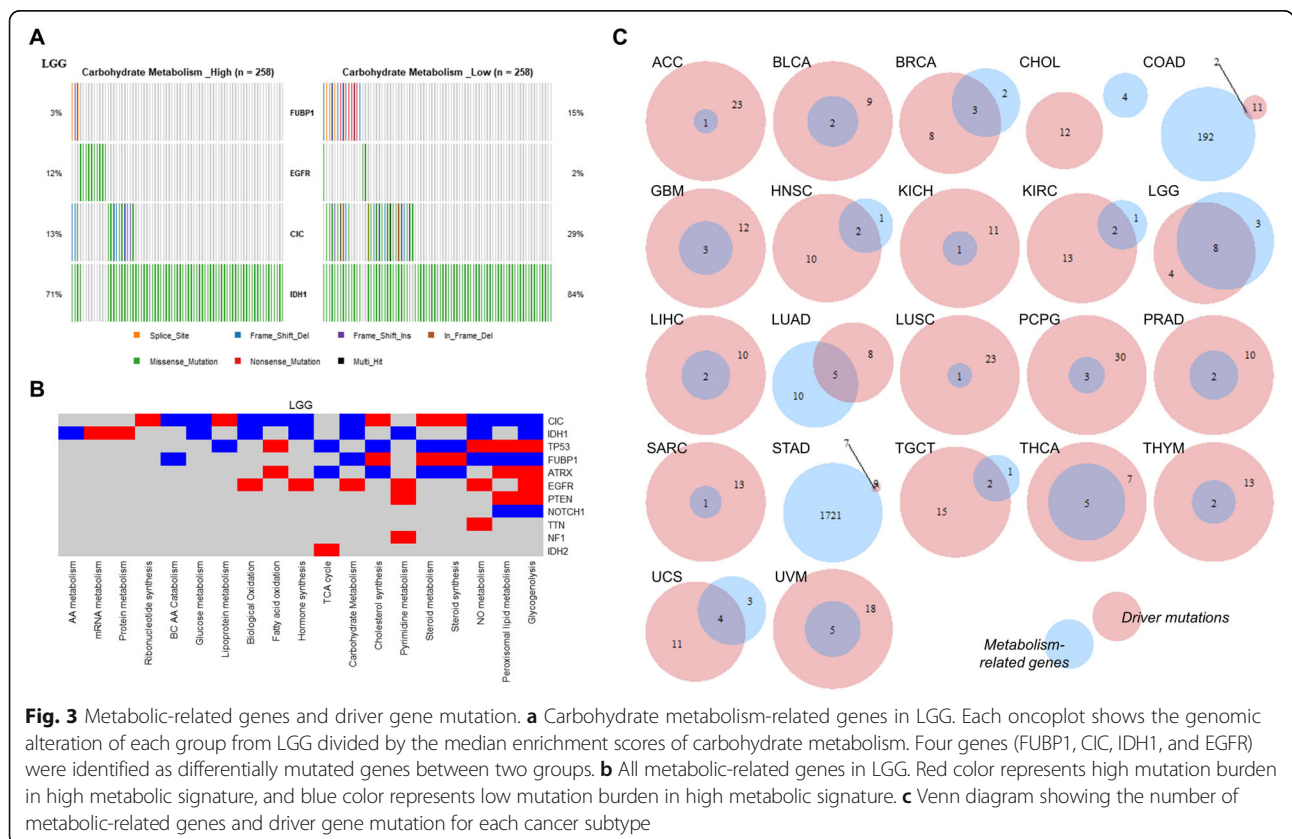 A
LGG
Carbohydrate Metabolism _High (n = 258)
Carbohydrate Metabolism _Low (n = 258)
3%
FUBP1
15%
12%
EGFR
2%
13%
CIC
29%
71%
IDH1
84%
Splice_Site
Frame_Shift_Del
Frame_Shift_Ins
In_Frame_Del
Missense_Mutation
Nonsense_Mutation
Multi_Hit
B
LGG
CIC
IDH1
TP53
FUBP1
ATRX
EGFR
PTEN
NOTCH1
TTN
NF1
IDH2
AA metabolism
mRNA metabolism
Protein metabolism
Ribonucleotide synthesis
BC AA Catabolism
Glucose metabolism
Lipoprotein metabolism
Biological Oxidation
Fatty acid oxidation
Hormone synthesis
TCA cycle
Carbohydrate Metabolism
Cholesterol synthesis
Pyrimidine metabolism
Steroid metabolism
Steroid synthesis
NO metabolism
Peroxisomal lipid metabolism
Glycogenolysis
C
ACC
23
1
BLCA
9
2
BRCA
2
3
8
CHOL
4
12
COAD
2
11
192
GBM
12
3
HNSC
1
2
10
KICH
11
1
KIRC
1
2
13
LGG
3
8
4
LIHC
10
2
LUAD
8
5
10
LUSC
23
1
PCPG
30
3
PRAD
10
2
SARC
13
1
STAD
7
1721
TGCT
1
2
15
THCA
7
5
THYM
13
2
UCS
3
4
11
UVM
18
5
Driver mutations
Metabolism-
related genes
Fig. 3 Metabolic-related genes and driver gene mutation. a Carbohydrate metabolism-related genes in LGG. Each oncoplot shows the genomic
alteration of each group from LGG divided by the median enrichment scores of carbohydrate metabolism. Four genes (FUBP1, CIC, IDH1, and EGFR)
were identified as differentially mutated genes between two groups. b All metabolic-related genes in LGG. Red color represents high mutation burden
in high metabolic signature, and blue color represents low mutation burden in high metabolic signature. c Venn diagram showing the number of
metabolic-related genes and driver gene mutation for each cancer subtype